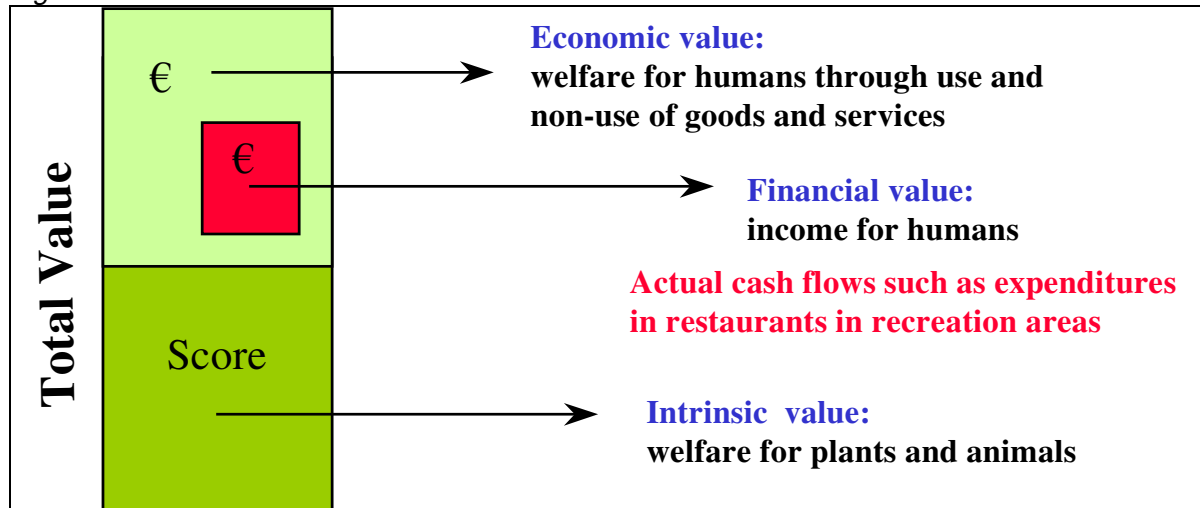 Total Value
€
€
Score
Economic value:
welfare for humans through use and
non-use of goods and services
Financial value:
income for humans
Actual cash flows such as expenditures
in restaurants in recreation areas
Intrinsic value:
welfare for plants and animals